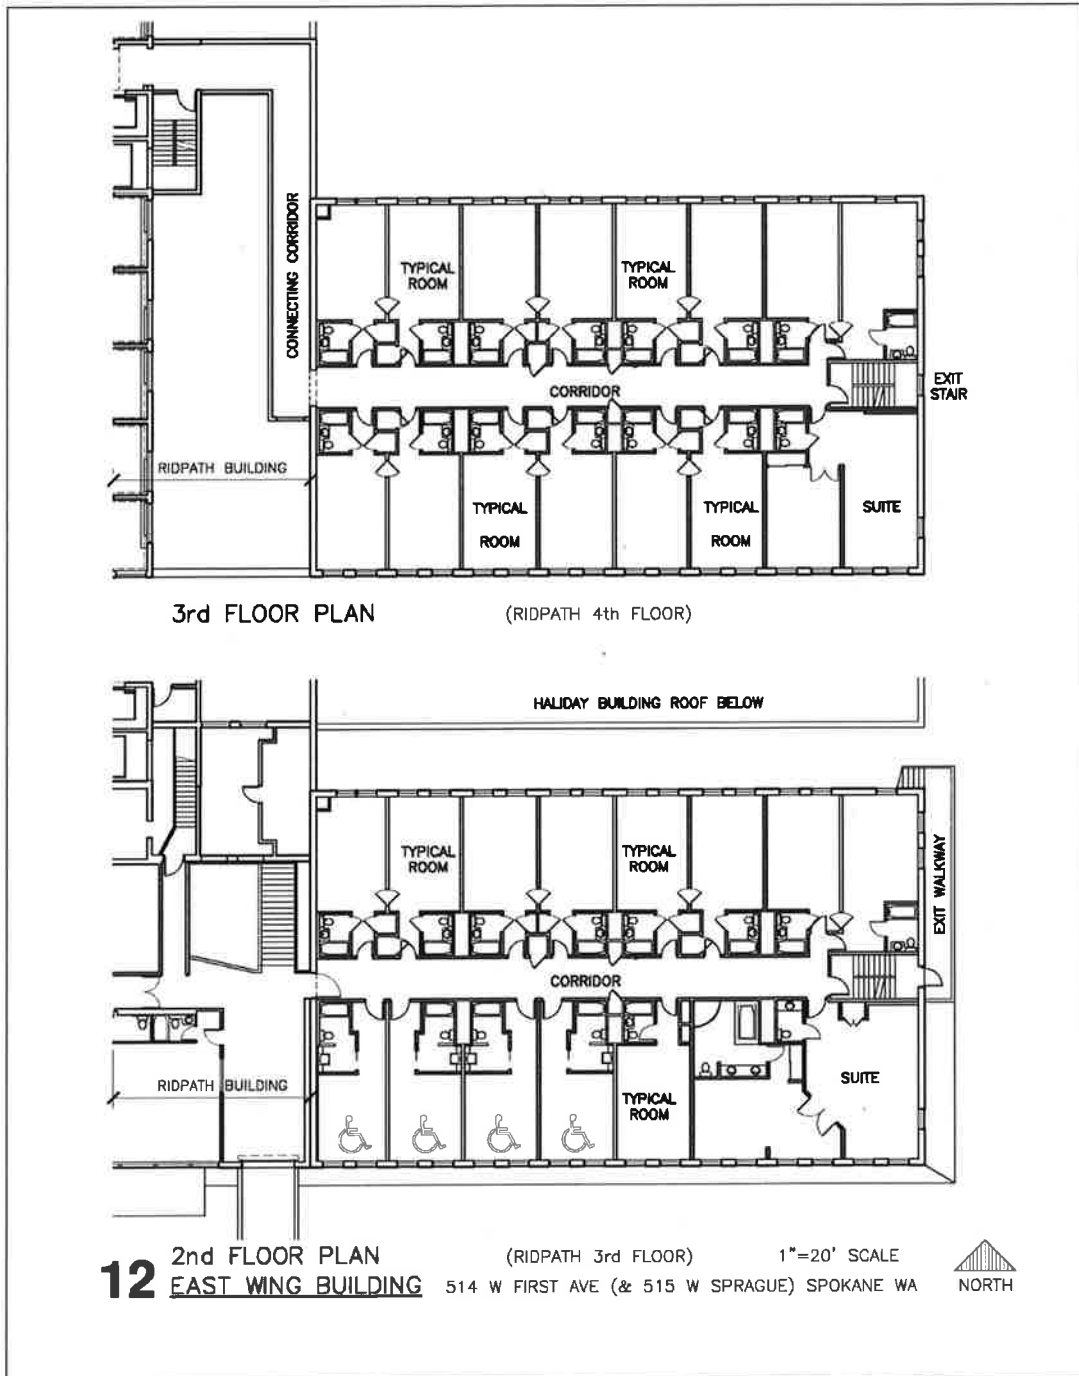 CONNECTING CORRIDOR
TYPICAL
ROOM
TYPICAL
ROOM
CORRIDOR
EXIT
STAIR
RIDPATH BUILDING
TYPICAL
ROOM
TYPICAL
ROOM
SUITE
3rd FLOOR PLAN
(RIDPATH 4th FLOOR)
HALIDAY BUILDING ROOF BELOW
TYPICAL
ROOM
TYPICAL
ROOM
EXIT WALKWAY
CORRIDOR
RIDPATH BUILDING
TYPICAL
ROOM
SUITE
12
2nd FLOOR PLAN
(RIDPATH 3rd FLOOR)
1"=20' SCALE
EAST WING BUILDING
514 W FIRST AVE (& 515 W SPRAGUE) SPOKANE WA
NORTH